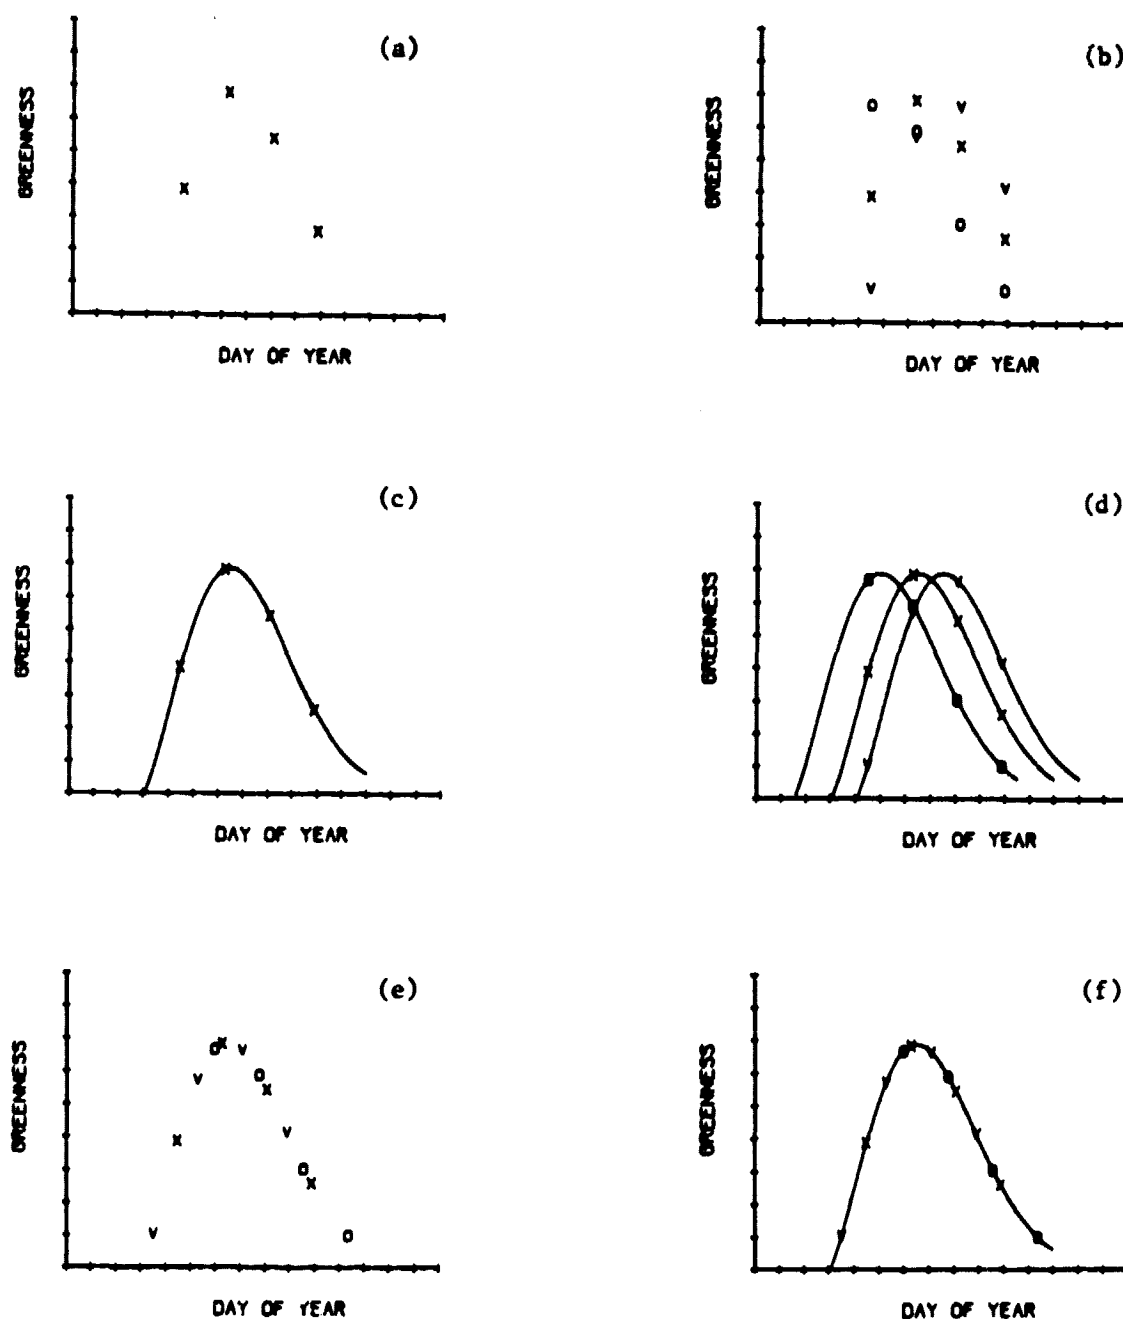 (a)
GREENNESS
DAY OF YEAR
(b)
GREENNESS
DAY OF YEAR
(c)
GREENNESS
DAY OF YEAR
(d)
GREENNESS
DAY OF YEAR
(e)
GREENNESS
DAY OF YEAR
(f)
GREENNESS
DAY OF YEAR